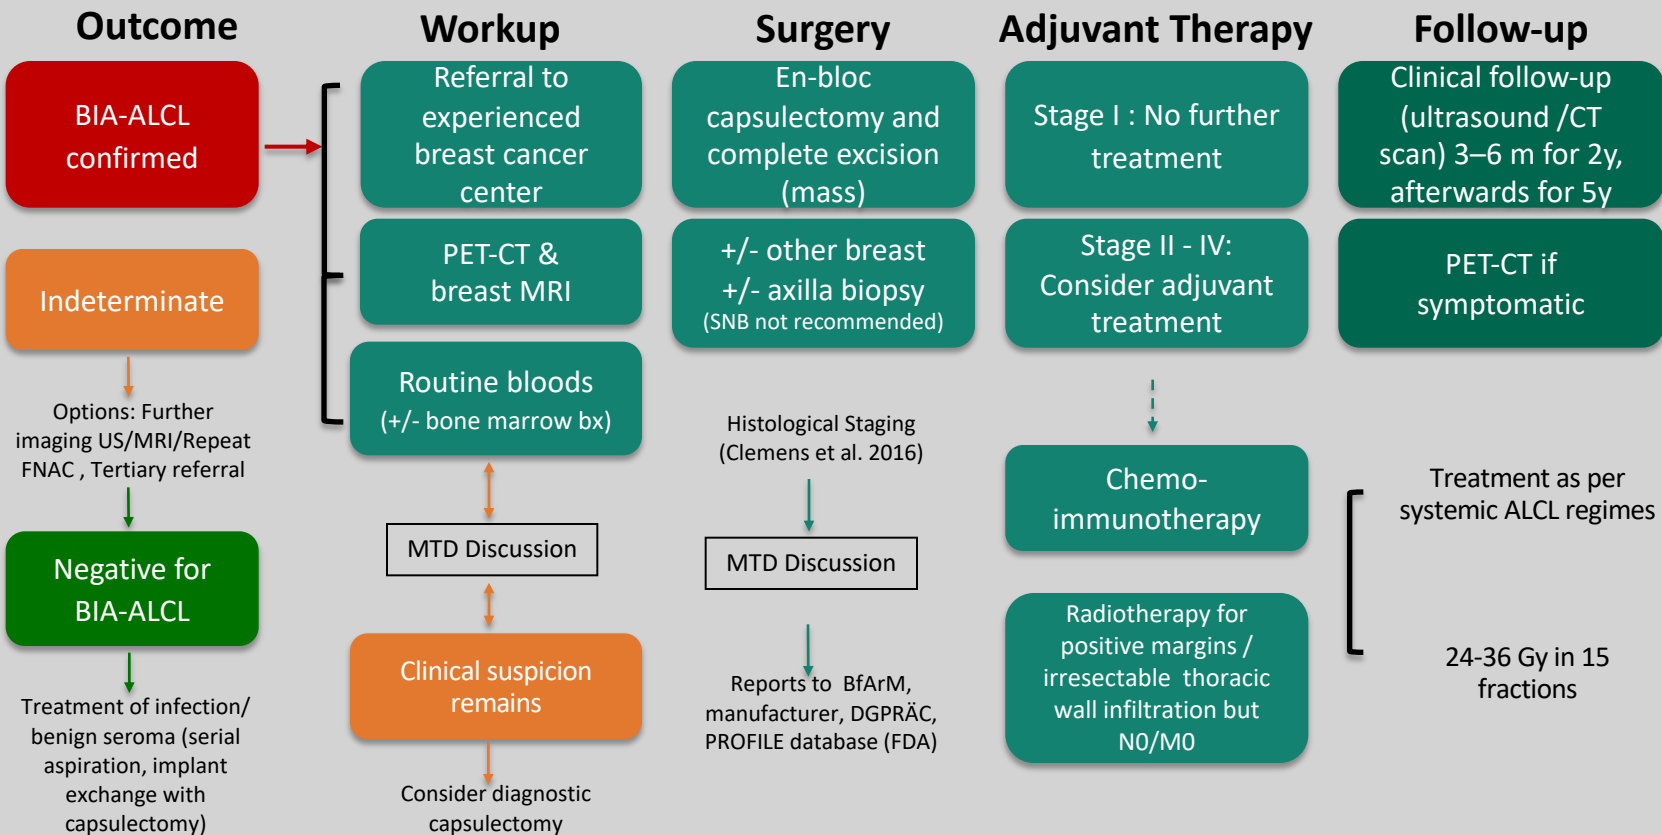 Outcome
BIA-ALCL
confirmed
Indeterminate
Options: Further
imaging US/MRI/Repeat
FNAC , Tertiary referral
Negative for
BIA-ALCL
Treatment of infection/
benign seroma (serial
aspiration, implant
exchange with
capsulectomy)
Workup
Referral to
experienced
breast cancer
center
PET-CT &
breast MRI
Routine bloods
(+/- bone marrow bx)
MTD Discussion
Clinical suspicion
remains
Consider diagnostic
capsulectomy
Surgery
En-bloc
capsulectomy and
complete excision
(mass)
+/- other breast
+/- axilla biopsy
(SNB not recommended)
Histological Staging
(Clemens et al. 2016)
MTD Discussion
Reports to BfArM,
manufacturer, DGPRÄC,
PROFILE database (FDA)
Adjuvant Therapy
Stage I : No further
treatment
Stage II - IV:
Consider adjuvant
treatment
Chemo-
immunotherapy
Radiotherapy for
positive margins /
irresectable thoracic
wall infiltration but
N0/M0
Follow-up
Clinical follow-up
(ultrasound /CT
scan) 3–6 m for 2y,
afterwards for 5y
PET-CT if
symptomatic
Treatment as per
systemic ALCL regimes
24-36 Gy in 15
fractions